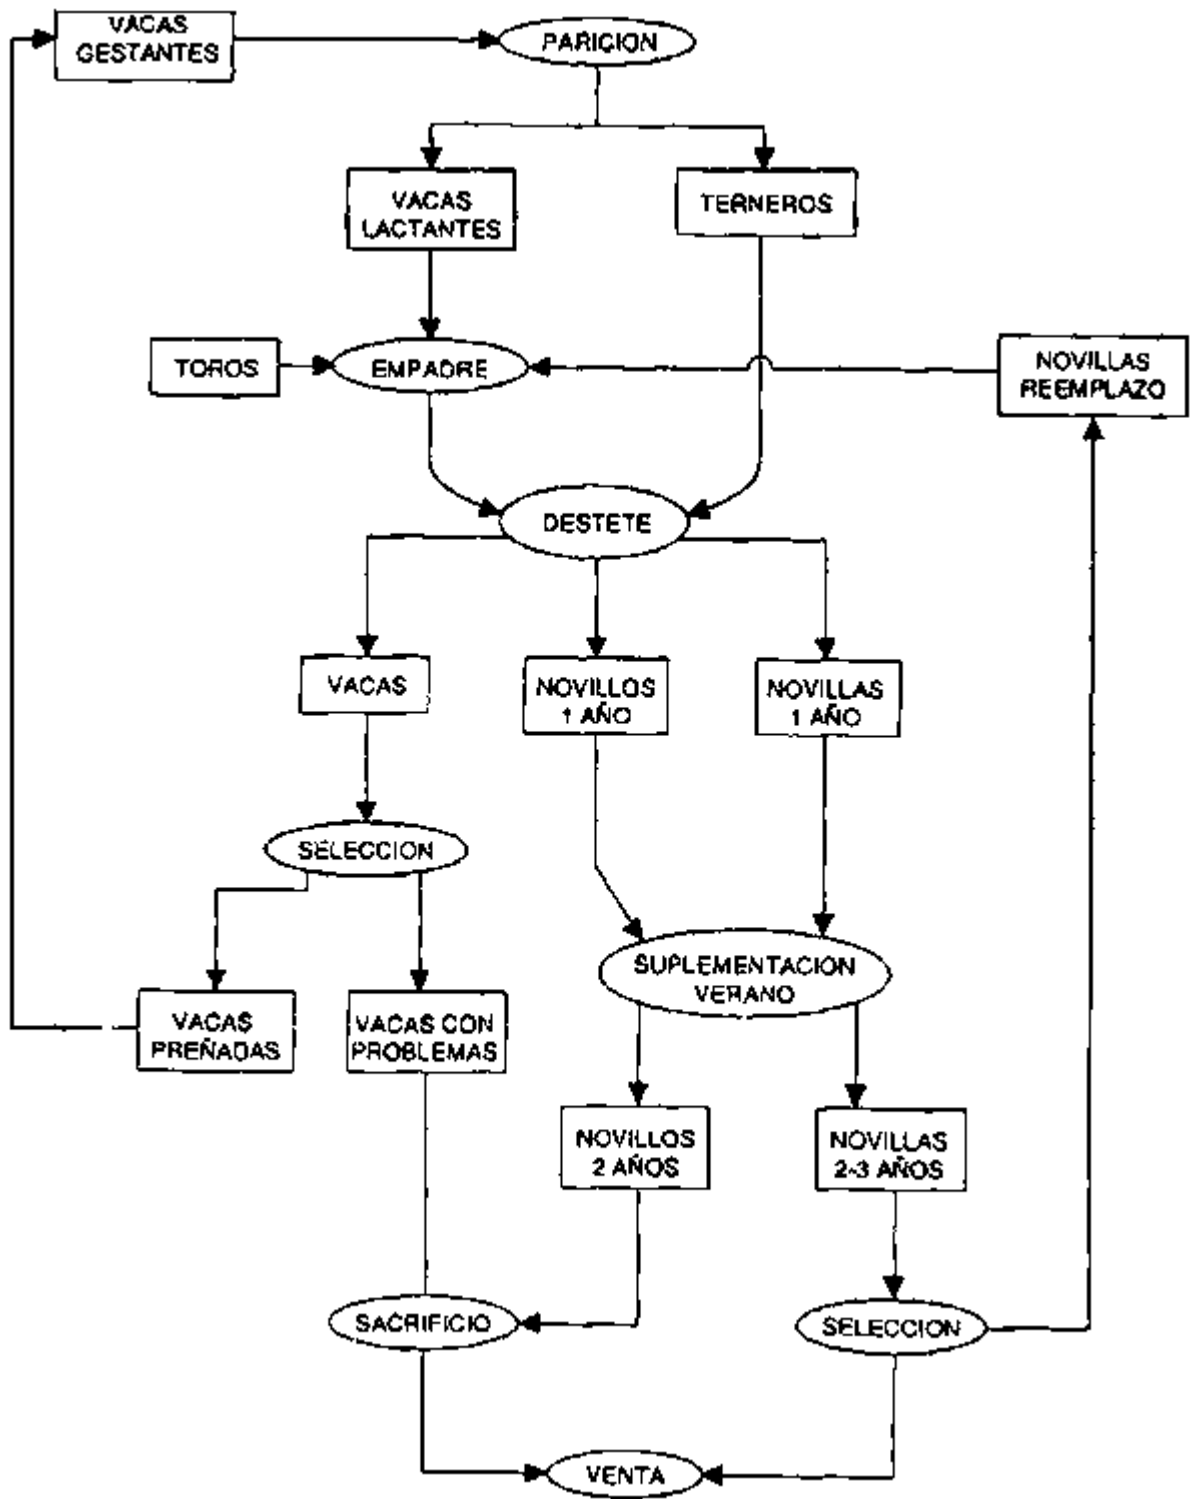 VACAS
GESTANTES
PARICION
VACAS
LACTANTES
TERNEROS
TOROS
EMPADRE
NOVILLAS
REEMPLAZO
DESTETE
VACAS
NOVILLOS
1 AÑO
NOVILLAS
1 AÑO
SELECCION
SUPLEMENTACION
VERANO
VACAS
PREÑADAS
VACAS CON
PROBLEMAS
NOVILLOS
2 AÑOS
NOVILLAS
2-3 AÑOS
SACRIFICIO
SELECCION
VENTA